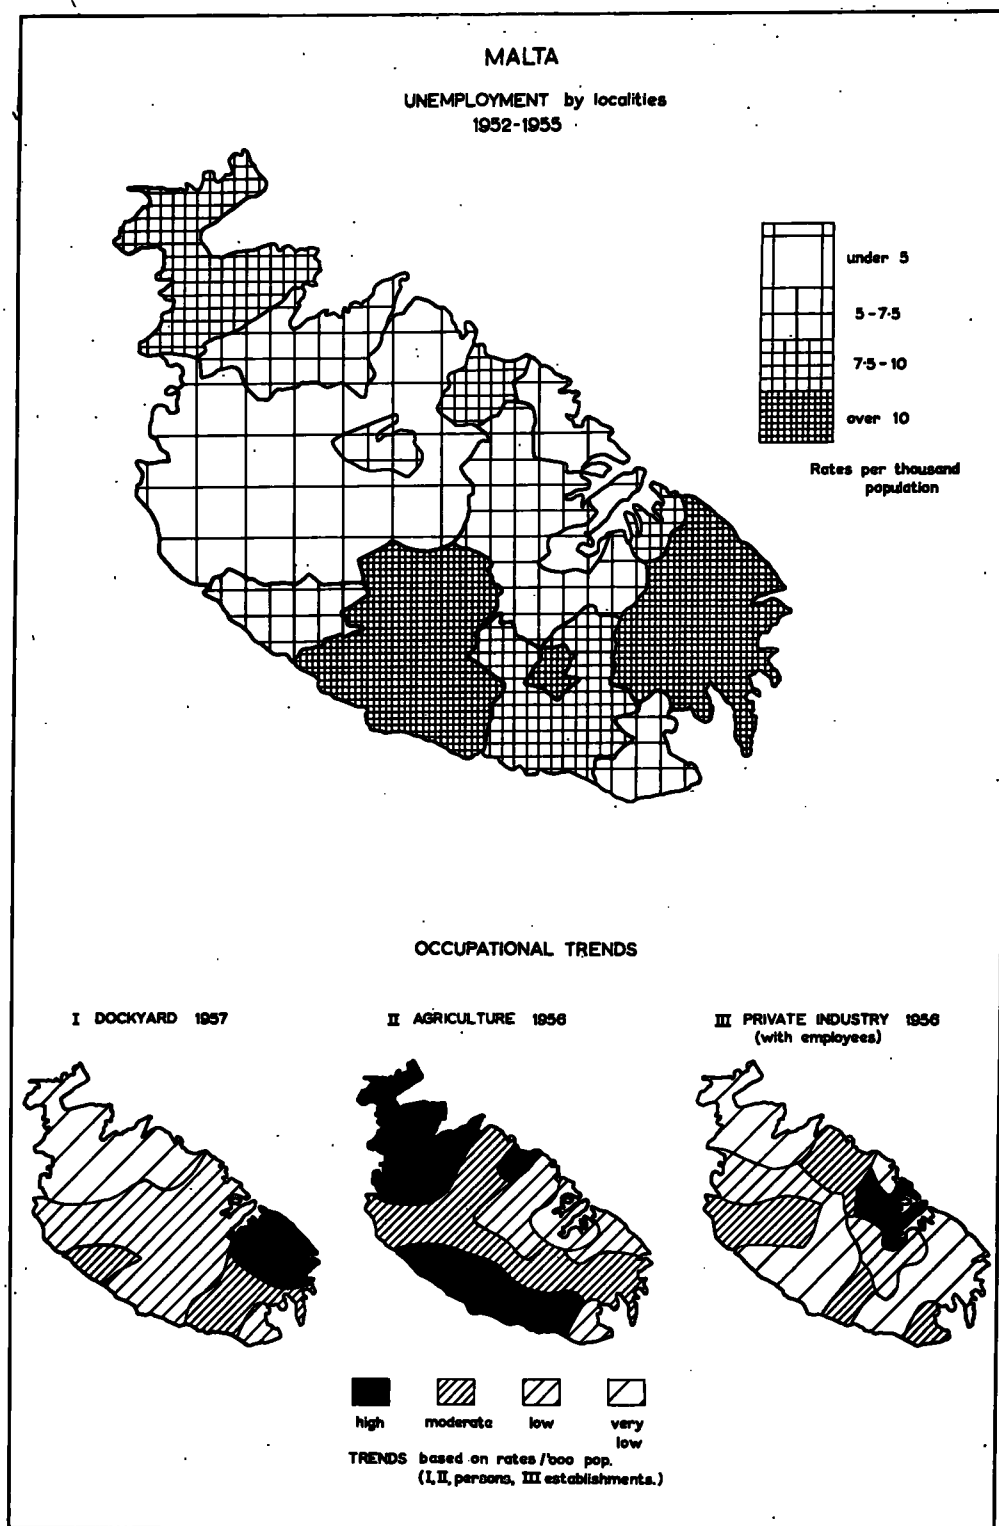 MALTA
UNEMPLOYMENT by localities
1952-1955
under 5
5-7·5
7·5-10
over 10
Rates per thousand
population
OCCUPATIONAL TRENDS
I DOCKYARD 1957
II AGRICULTURE 1956
III PRIVATE INDUSTRY 1956
(with employees)
high
moderate
low
very
low
TRENDS based on rates/'000 pop.
(I, II, persons, III establishments.)